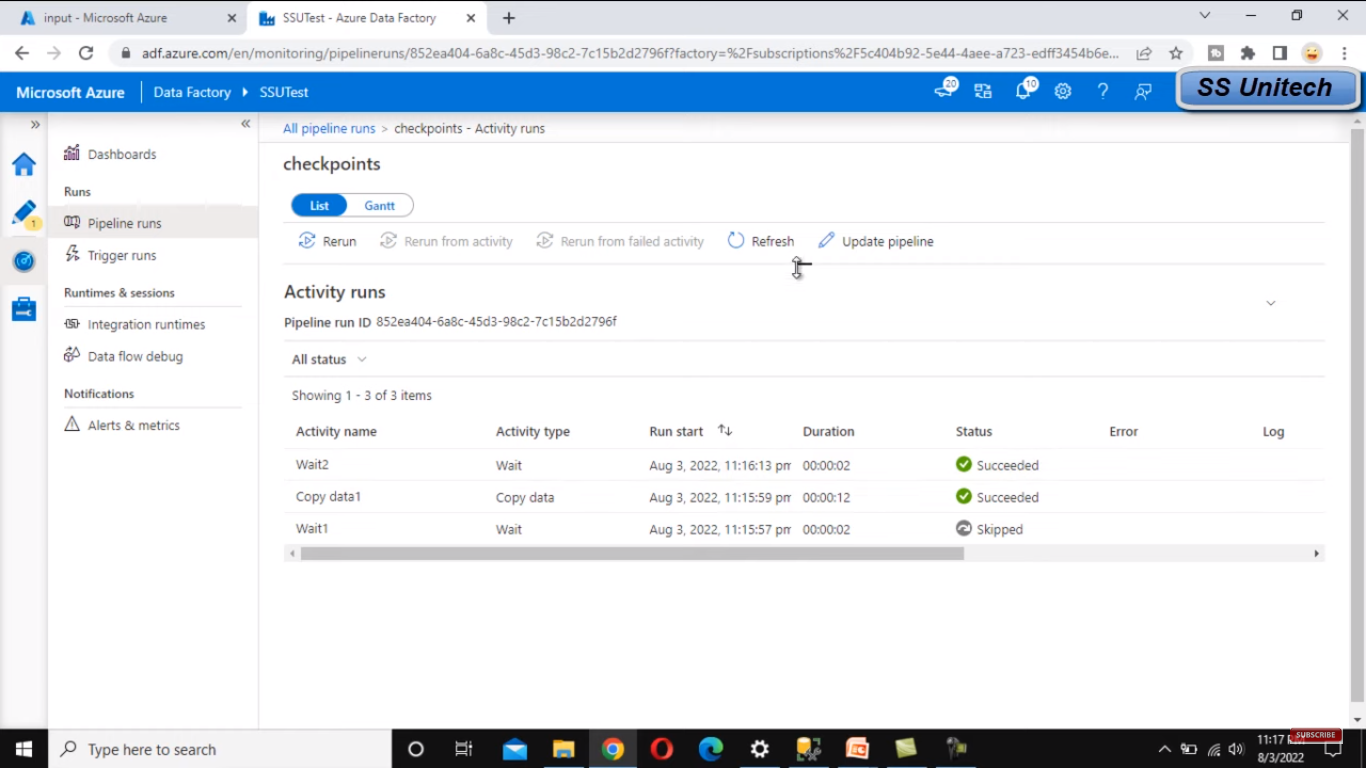 input - Microsoft Azure
SSUTest - Azure Data Factory
adf.azure.com/en/monitoring/pipelineruns/852ea404-6a8c-45d3-98c2-7c15b2d2796f?factory=%2Fsubscriptions%2F5c404b92-5e44-4aee-a723-edff3454b6e...
Microsoft Azure Data Factory SSUTest
20
10
SS Unitech
All pipeline runs > checkpoints - Activity runs
Dashboards
checkpoints
Runs
List Gantt
1
Pipeline runs
Rerun Rerun from activity Rerun from failed activity Refresh Update pipeline
Trigger runs
Runtimes & sessions
Activity runs
Integration runtimes
Pipeline run ID 852ea404-6a8c-45d3-98c2-7c15b2d2796f
Data flow debug
All status
Notifications
Showing 1 - 3 of 3 items
Alerts & metrics
Activity name Activity type Run start Duration Status Error Log
Wait2 Wait Aug 3, 2022, 11:16:13 pm 00:00:02 Succeeded
Copy data1 Copy data Aug 3, 2022, 11:15:59 pm 00:00:12 Succeeded
Wait1 Wait Aug 3, 2022, 11:15:57 pm 00:00:02 Skipped
Type here to search
11:17
SUBSCRIBE
8/3/2022